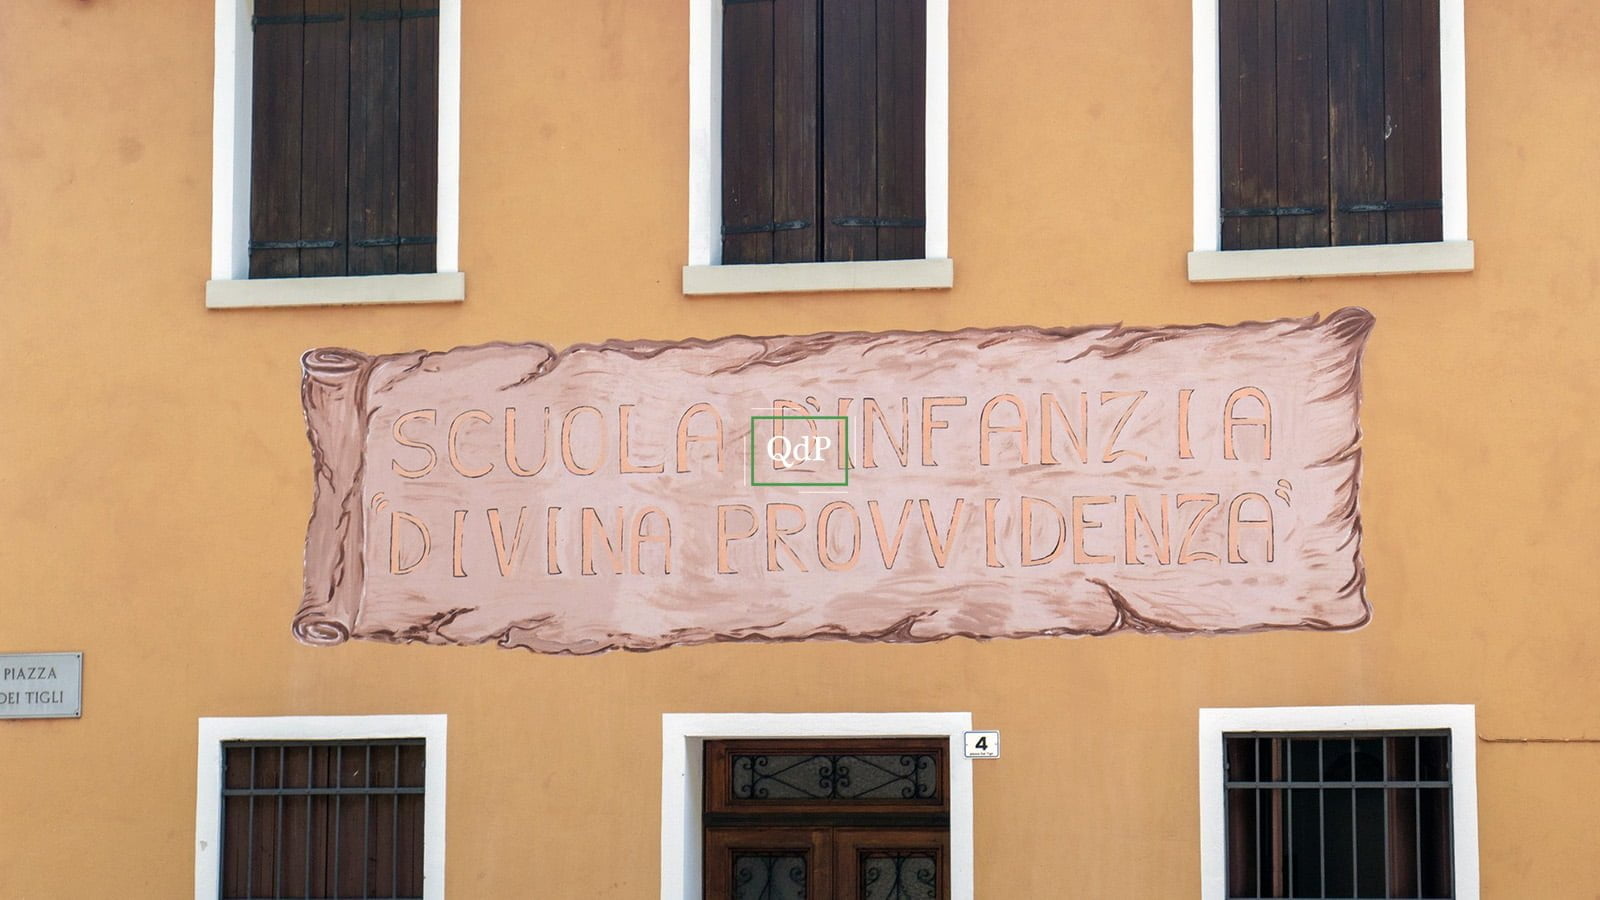 SCUOLA D'INFANZIA
"DIVINA PROVVIDENZA"
QdP
PIAZZA
DEI TIGLI
4